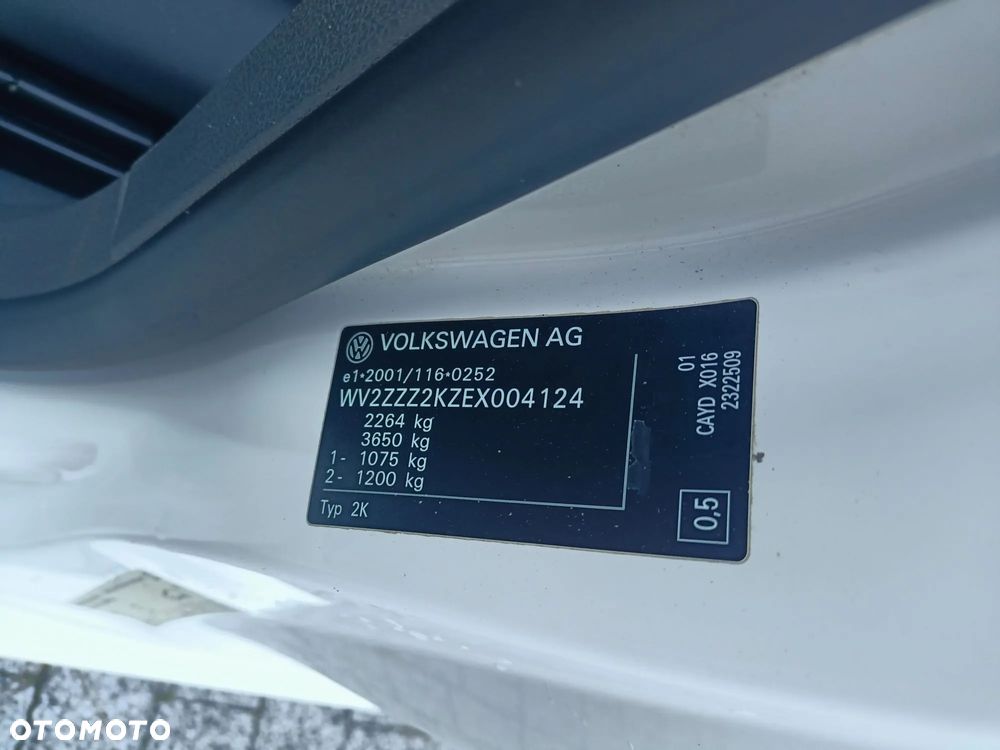 VOLKSWAGEN AG
e1*2001/116*0252
WV2ZZZ2KZEX004124
2264 kg
3650 kg
1- 1075 kg
2- 1200 kg
Typ 2K
01
CAYD X016
2322509
0,5
OTOMOTO